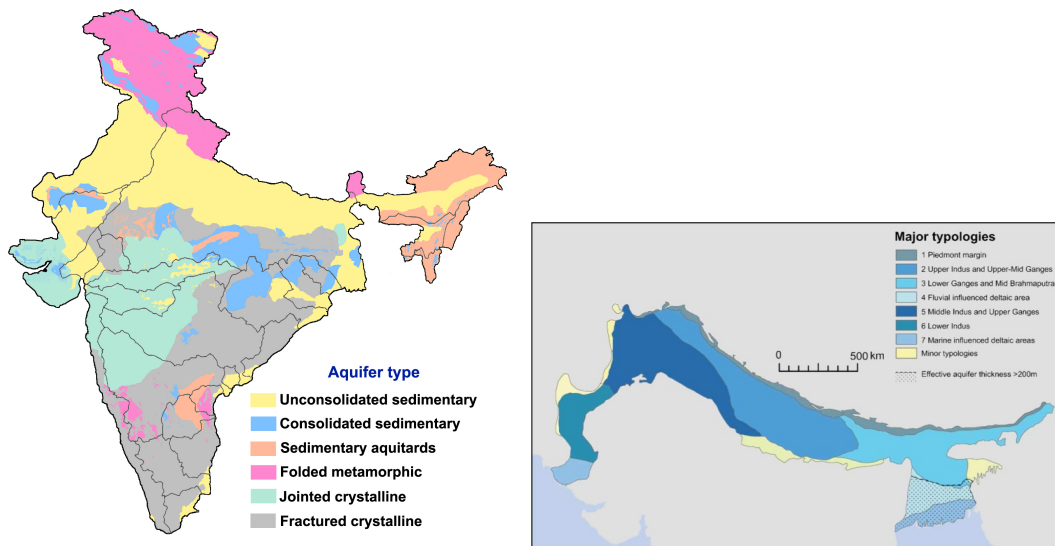 Aquifer type
Unconsolidated sedimentary
Consolidated sedimentary
Sedimentary aquitards
Folded metamorphic
Jointed crystalline
Fractured crystalline
Major typologies
1 Piedmont margin
2 Upper Indus and Upper-Mid Ganges
3 Lower Ganges and Mid Brahmaputra
4 Fluvial influenced deltaic area
5 Middle Indus and Upper Ganges
6 Lower Indus
7 Marine influenced deltaic areas
Minor typologies
Effective aquifer thickness >200m
0 500 km